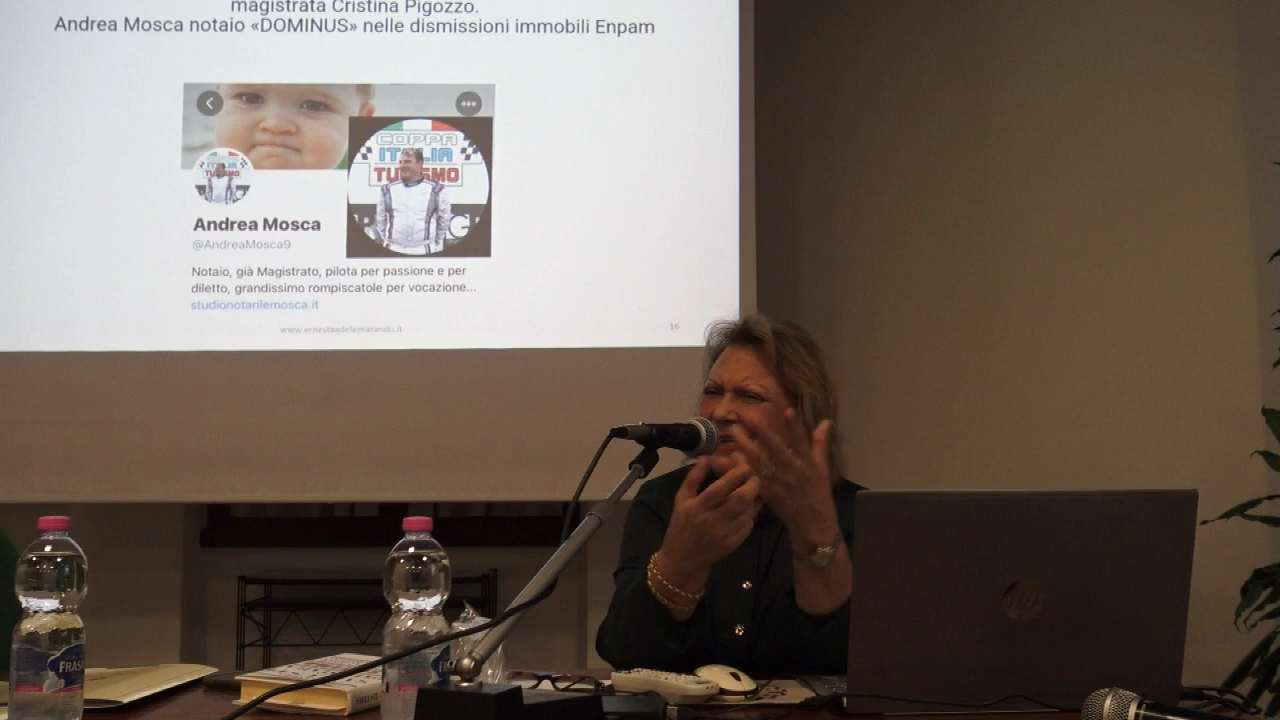 magistrata Cristina Pigozzo.
Andrea Mosca notaio «DOMINUS» nelle dismissioni immobili Enpam
COPPA
ITALIA
TURISMO
Andrea Mosca
@AndreaMosca9
Notaio, già Magistrato, pilota per passione e per
diletto, grandissimo rompiscatole per vocazione...
studionotarilemosca.it
www.ernestaadelemarando.it
16